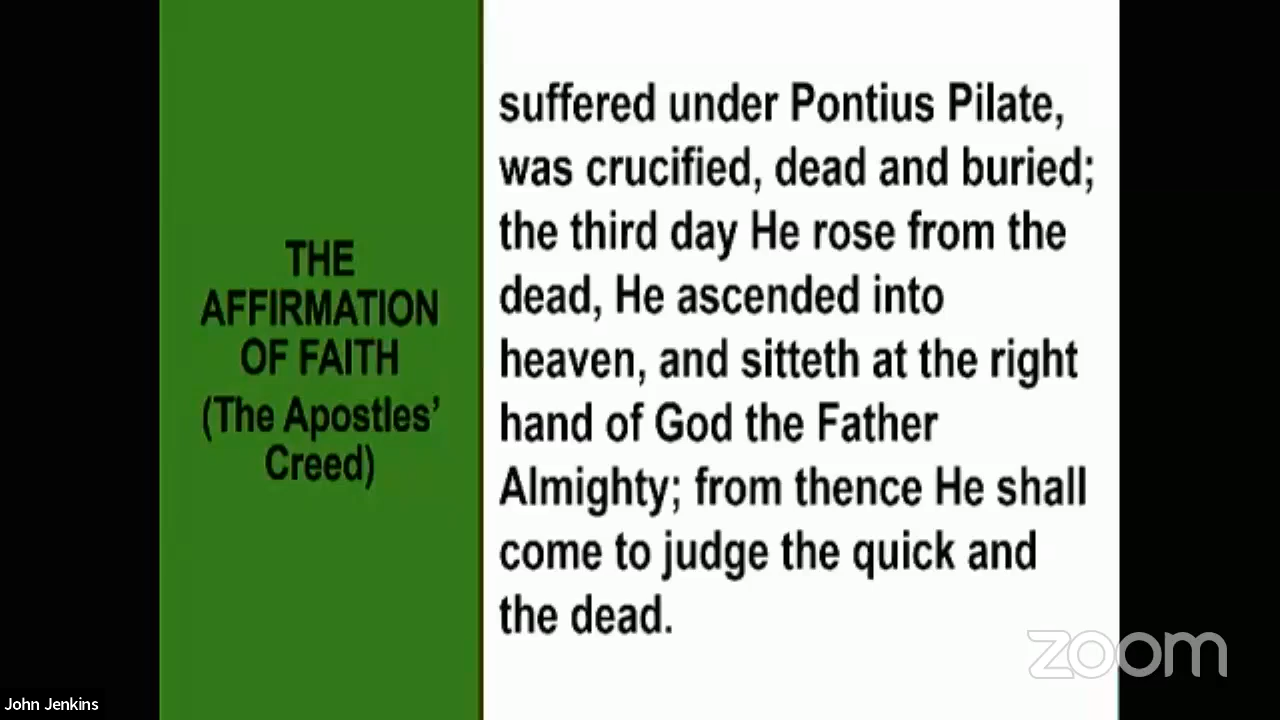 THE
AFFIRMATION
OF FAITH
(The Apostles’
Creed)
suffered under Pontius Pilate,
was crucified, dead and buried;
the third day He rose from the
dead, He ascended into
heaven, and sitteth at the right
hand of God the Father
Almighty; from thence He shall
come to judge the quick and
the dead.
zoom
John Jenkins